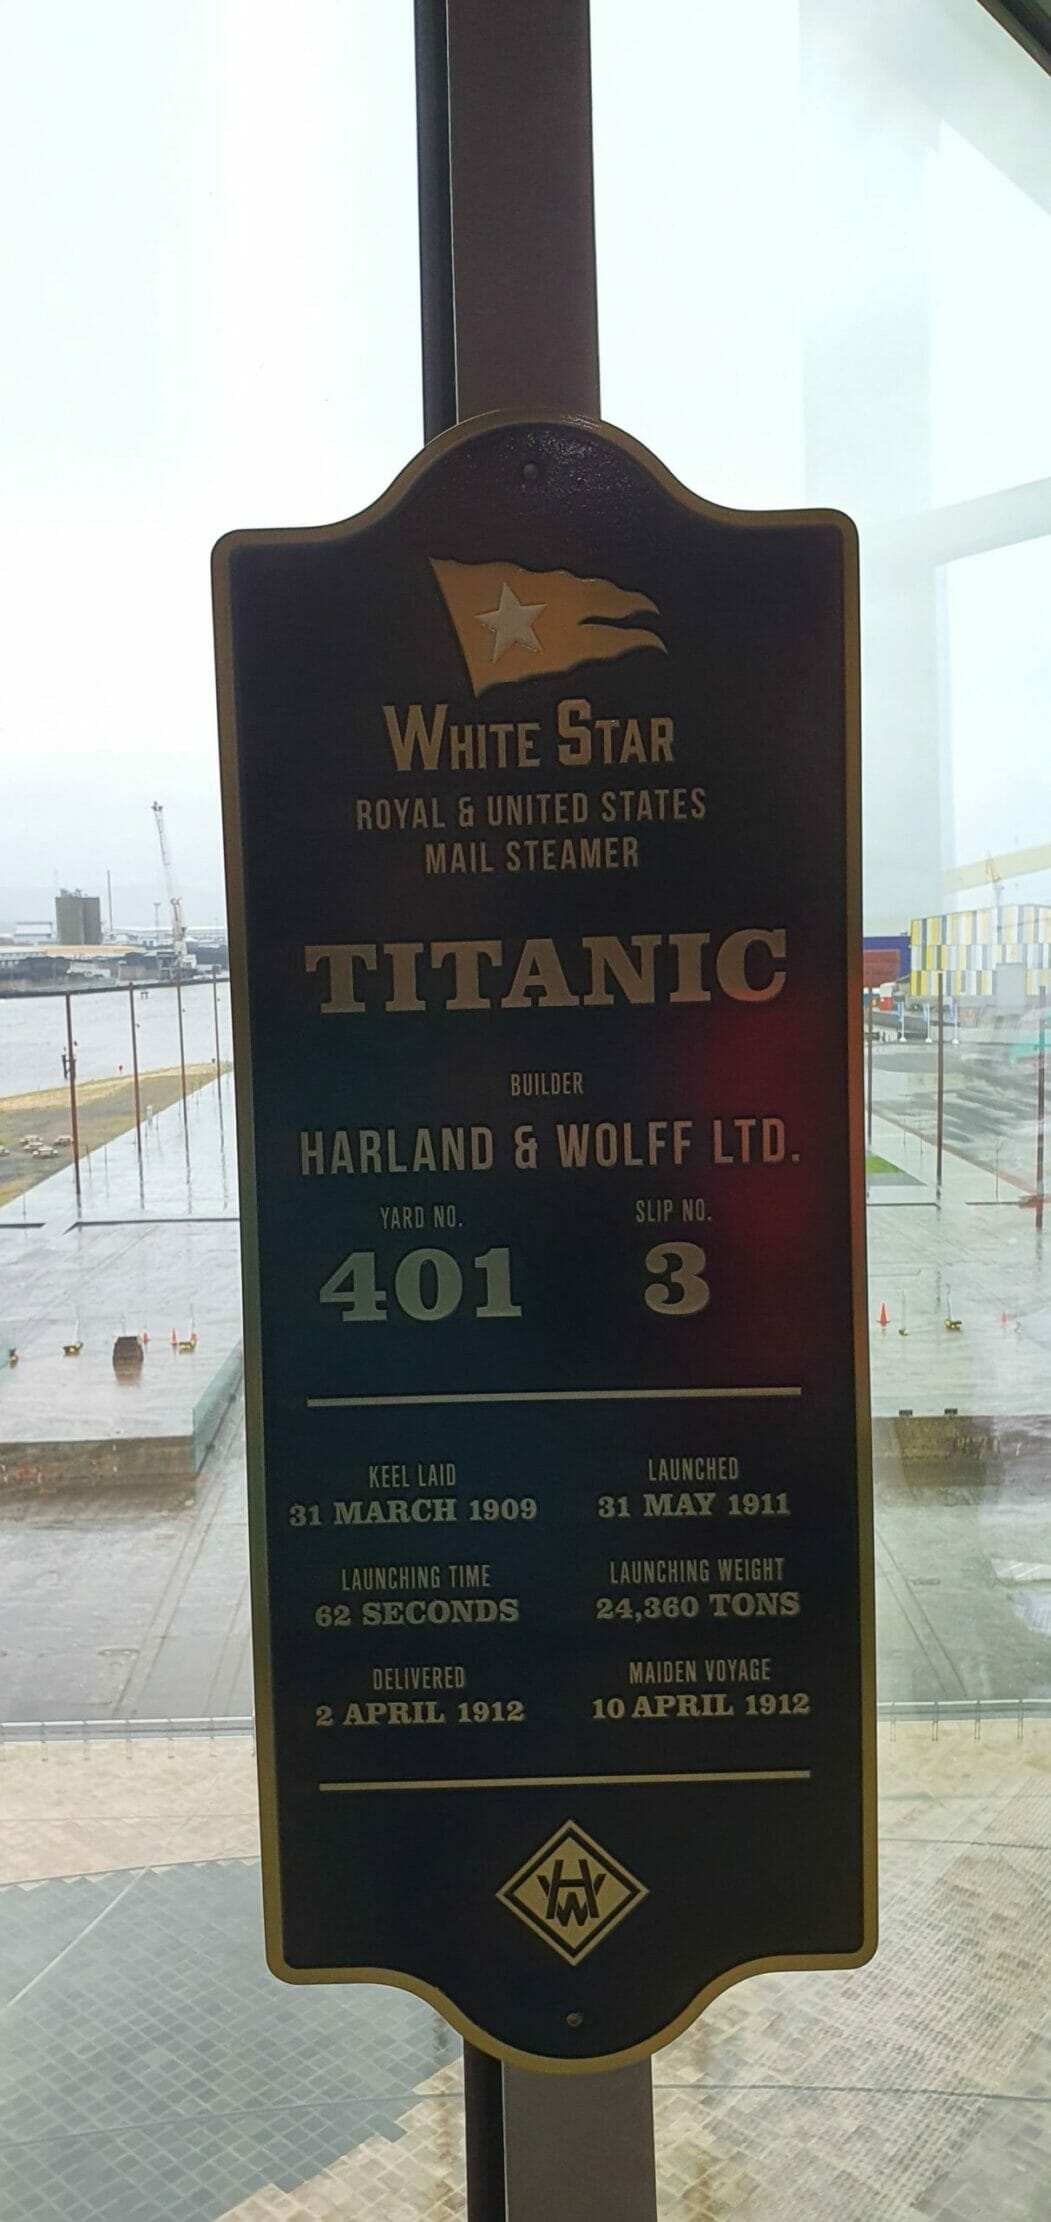 WHITE STAR
ROYAL & UNITED STATES
MAIL STEAMER
TITANIC
BUILDER
HARLAND & WOLFF LTD.
YARD NO. SLIP NO.
401 3
KEEL LAID LAUNCHED
31 MARCH 1909 31 MAY 1911
LAUNCHING TIME LAUNCHING WEIGHT
62 SECONDS 24,360 TONS
DELIVERED MAIDEN VOYAGE
2 APRIL 1912 10 APRIL 1912
HW